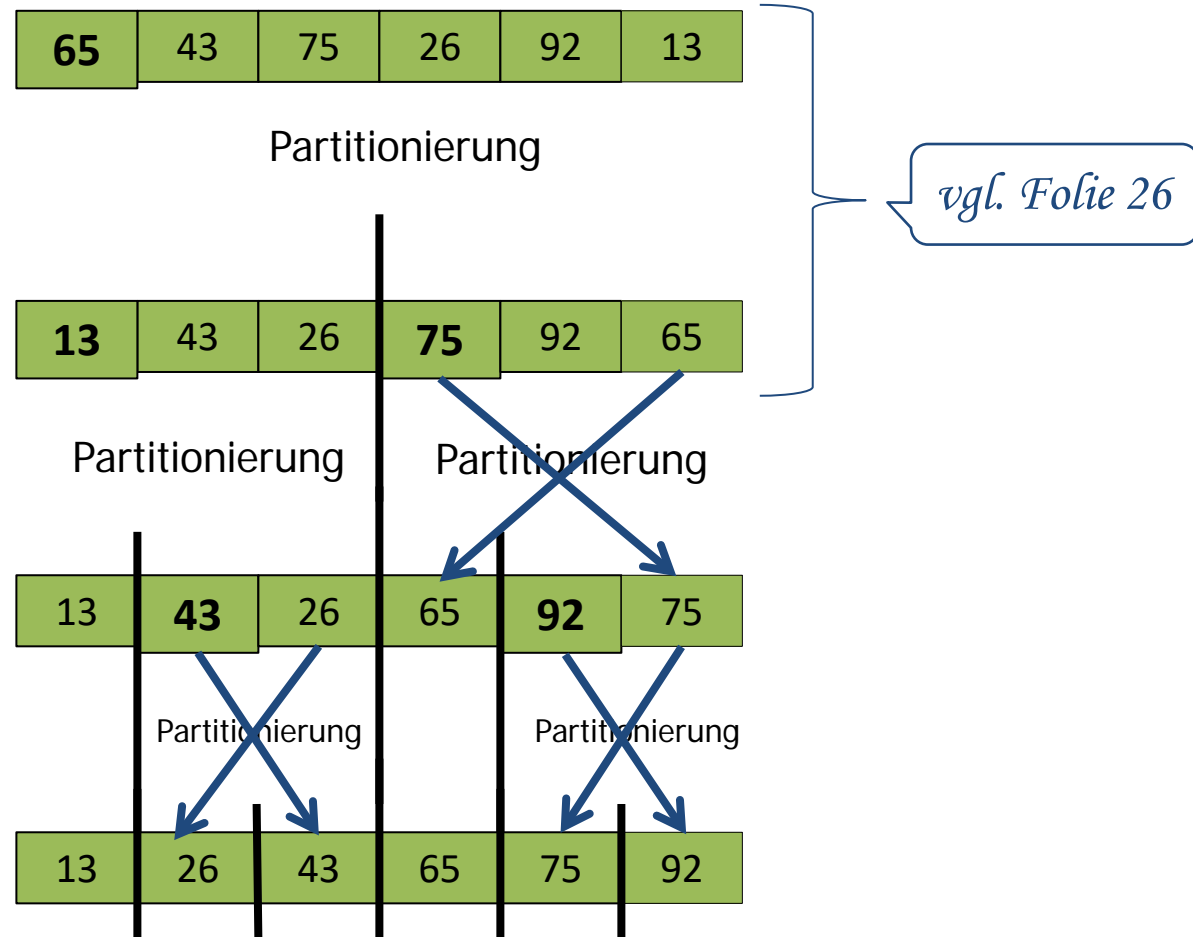 65 43 75 26 92 13
Partitionierung
vgl. Folie 26
13 43 26 75 92 65
Partitionierung Partitionierung
13 43 26 65 92 75
Partitionierung Partitionierung
13 26 43 65 75 92